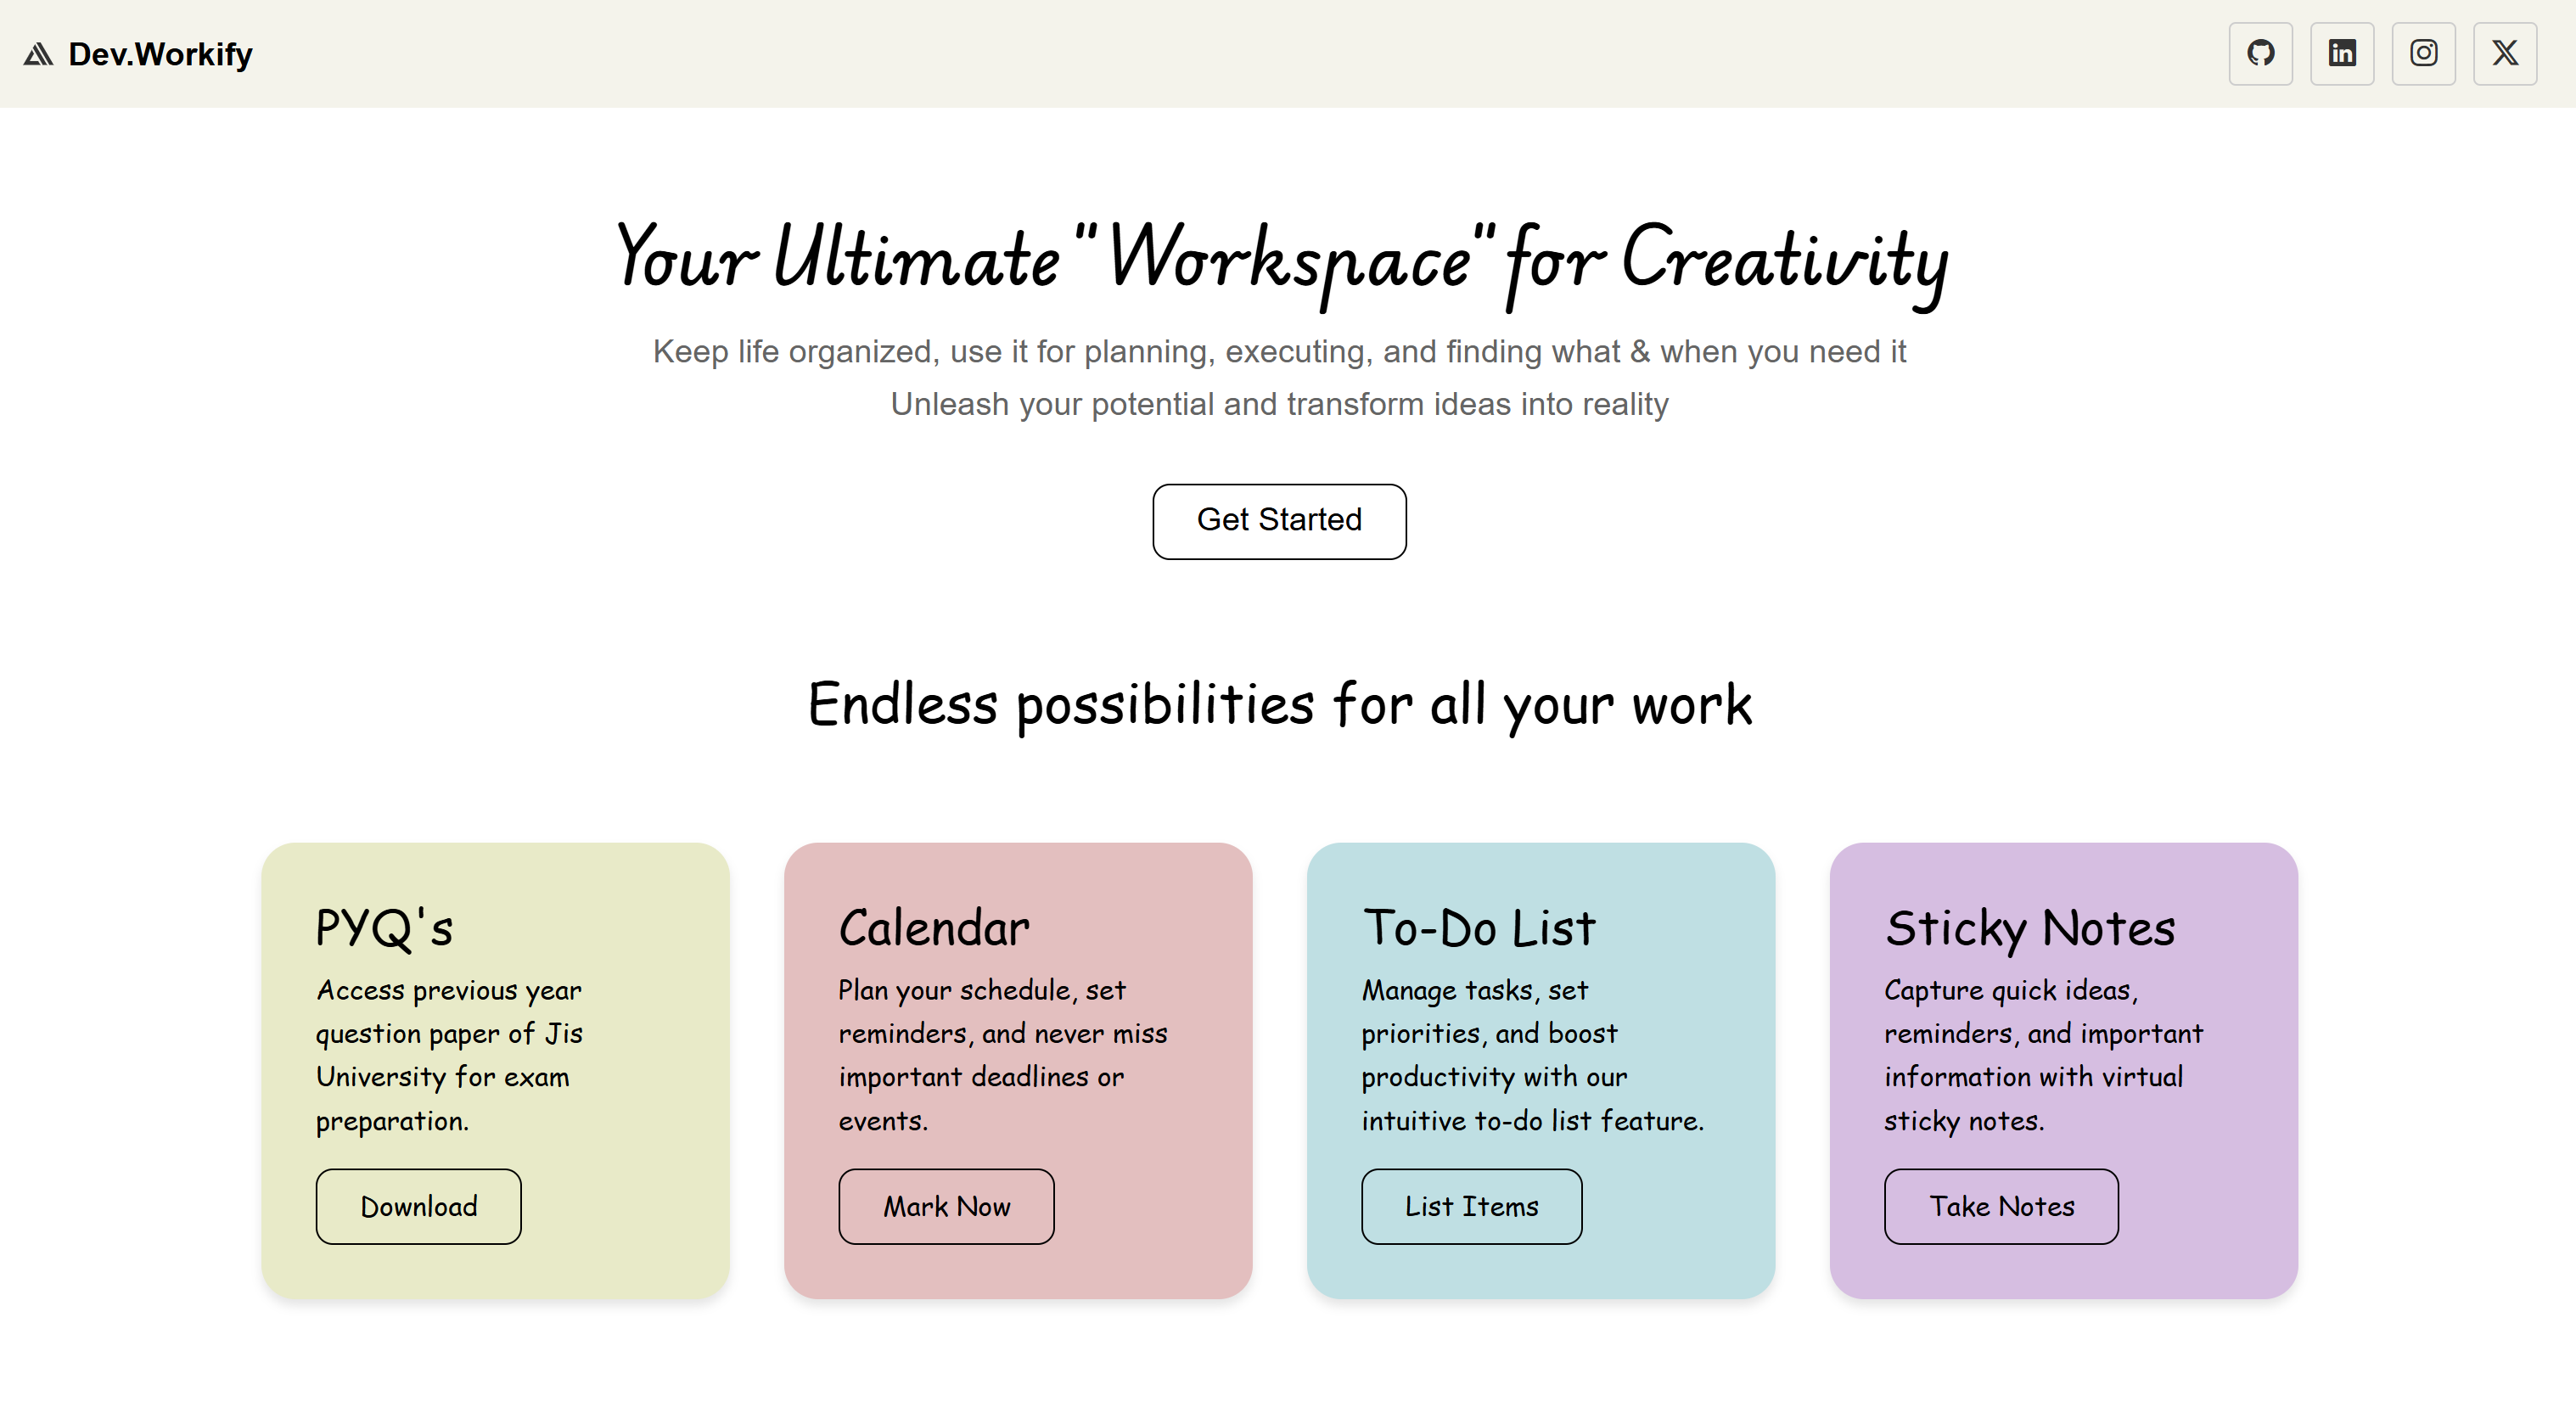 Dev.Workify
Your Ultimate "Workspace" for Creativity
Keep life organized, use it for planning, executing, and finding what & when you need it
Unleash your potential and transform ideas into reality
Get Started
Endless possibilities for all your work
PYQ's
Access previous year
question paper of Jis
University for exam
preparation.
Download
Calendar
Plan your schedule, set
reminders, and never miss
important deadlines or
events.
Mark Now
To-Do List
Manage tasks, set
priorities, and boost
productivity with our
intuitive to-do list feature.
List Items
Sticky Notes
Capture quick ideas,
reminders, and important
information with virtual
sticky notes.
Take Notes